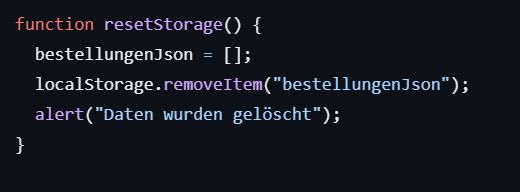 function resetStorage() {
  bestellungenJson = [];
  localStorage.removeItem("bestellungenJson");
  alert("Daten wurden gelöscht");
}